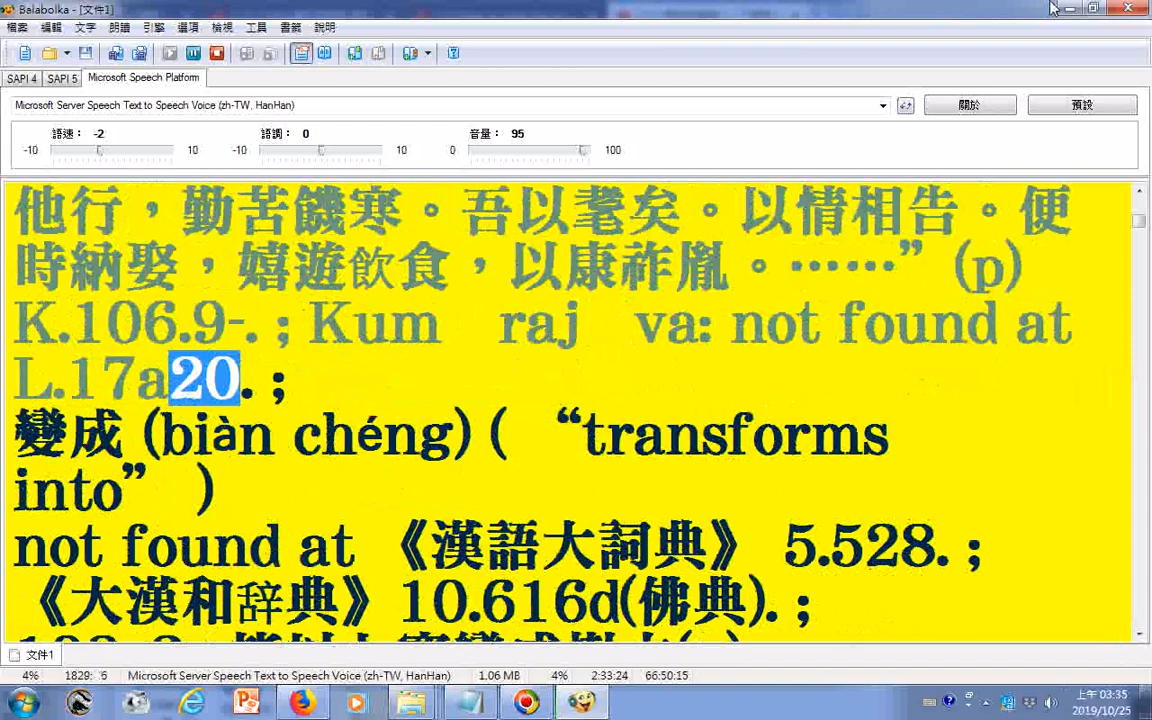 Balabolka - [文件1]
檔案 編輯 文字 朗讀 引擎 選項 檢視 工具 書籤 說明
SAPI 4 SAPI 5 Microsoft Speech Platform
Microsoft Server Speech Text to Speech Voice (zh-TW, HanHan) 關於 預設
語速： -2 語調： 0 音量： 95
-10 10 -10 10 0 100
他行，勤苦饑寒。吾以耄矣。以情相告。便
時納娶，嬉遊飲食，以康祚胤。……” (p)
K.106.9-. ; Kum raj va: not found at
L.17a20. ;
變成 (biàn chéng) ( “transforms
into” )
not found at 《漢語大詞典》 5.528. ;
《大漢和辞典》 10.616d(佛典). ;
文件1
4% 1829: 6 Microsoft Server Speech Text to Speech Voice (zh-TW, HanHan) 1.06 MB 4% 2:33:24 66:50:15
上午 03:35
2019/10/25